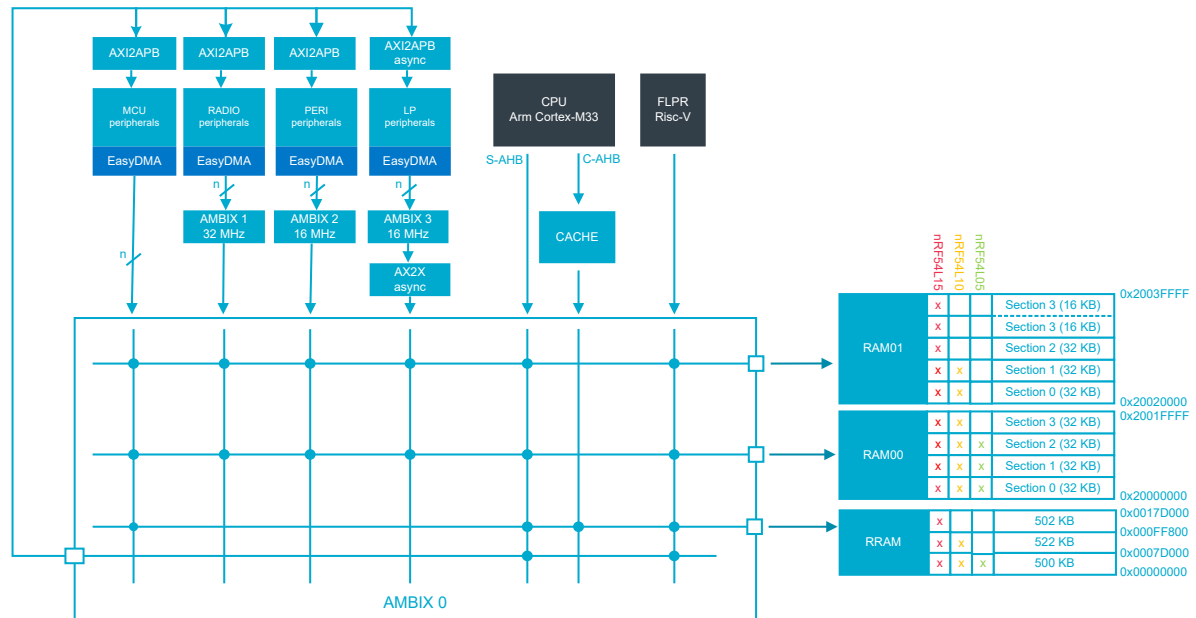 AXI2APB
AXI2APB
AXI2APB
AXI2APB
async
MCU
peripherals
RADIO
peripherals
PERI
peripherals
LP
peripherals
CPU
Arm Cortex-M33
FLPR
Risc-V
EasyDMA
EasyDMA
EasyDMA
EasyDMA
S-AHB
C-AHB
n
n
n
n
AMBIX 1
32 MHz
AMBIX 2
16 MHz
AMBIX 3
16 MHz
CACHE
AX2X
async
nRF54L15
nRF54L10
nRF54L05
RAM01
x
Section 3 (16 KB)
0x2003FFFF
x
Section 3 (16 KB)
x
Section 2 (32 KB)
x
x
Section 1 (32 KB)
x
x
Section 0 (32 KB)
0x20020000
RAM00
x
x
Section 3 (32 KB)
0x2001FFFF
x
x
x
Section 2 (32 KB)
x
x
x
Section 1 (32 KB)
x
x
x
Section 0 (32 KB)
0x20000000
RRAM
0x0017D000
x
502 KB
0x000FF800
x
x
522 KB
0x0007D000
x
x
x
500 KB
0x00000000
AMBIX 0